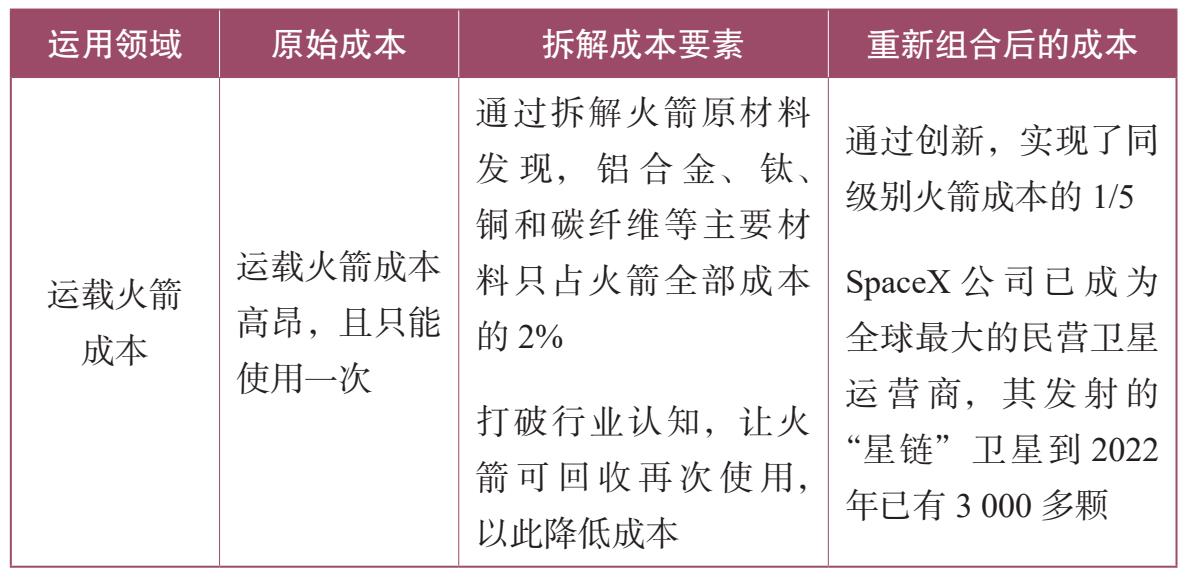 运用领域
原始成本
拆解成本要素
重新组合后的成本
运载火箭
成本
运载火箭成本
高昂，且只能
使用一次
通过拆解火箭原材料
发现，铝合金、钛、
铜和碳纤维等主要材
料只占火箭全部成本
的 2%
打破行业认知，让火
箭可回收再次使用，
以此降低成本
通过创新，实现了同
级别火箭成本的 1/5
SpaceX 公司已成为
全球最大的民营卫星
运营商，其发射的
“星链”卫星到 2022
年已有 3 000 多颗